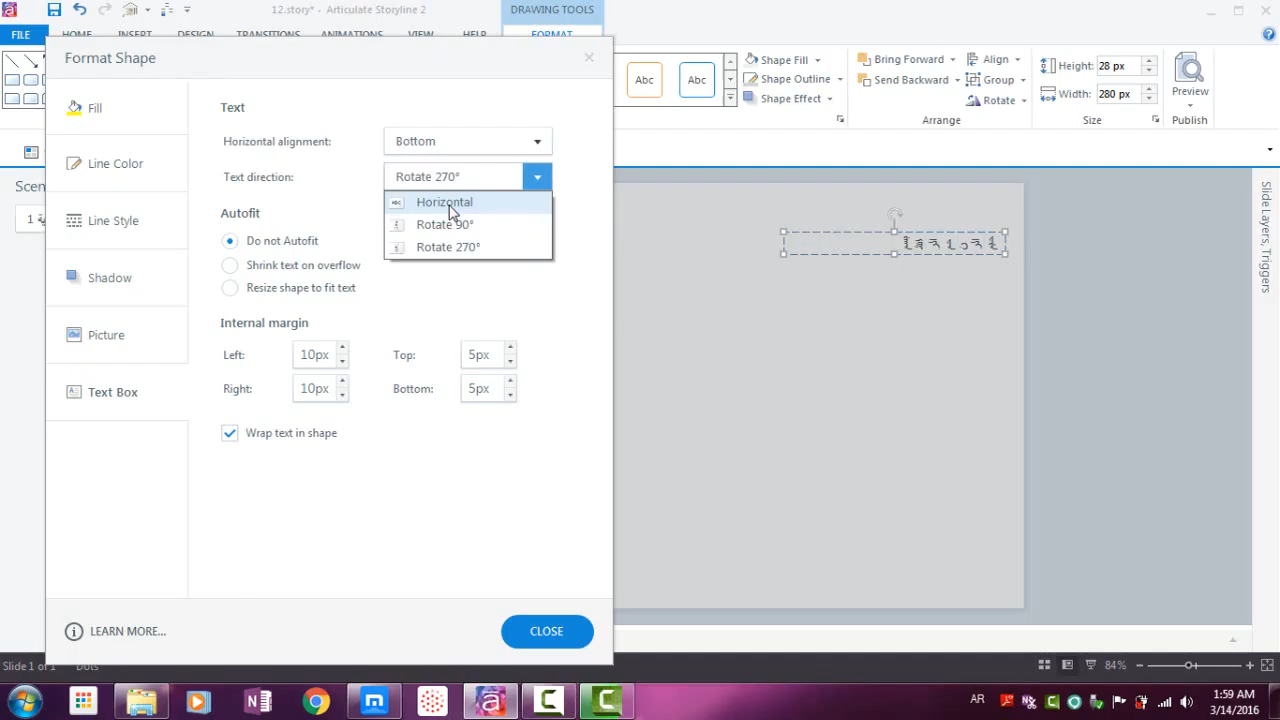 12.story* - Articulate Storyline 2
DRAWING TOOLS
FILE HOME INSERT DESIGN TRANSITIONS ANIMATIONS VIEW HELP FORMAT
Format Shape
Abc Abc
Shape Fill
Shape Outline
Shape Effect
Bring Forward
Send Backward
Align
Group
Rotate
Arrange
Height: 28 px
Width: 280 px
Size
Preview
Publish
Fill
Line Color
Line Style
Shadow
Picture
Text Box
Text
Horizontal alignment: Bottom
Text direction: Rotate 270°
Horizontal
Rotate 90°
Rotate 270°
Autofit
Do not Autofit
Shrink text on overflow
Resize shape to fit text
Internal margin
Left: 10px Top: 5px
Right: 10px Bottom: 5px
Wrap text in shape
LEARN MORE...
CLOSE
Scen
1
Slide Layers, Triggers
Slide 1 of 1
Dots
84%
AR
1:59 AM
3/14/2016